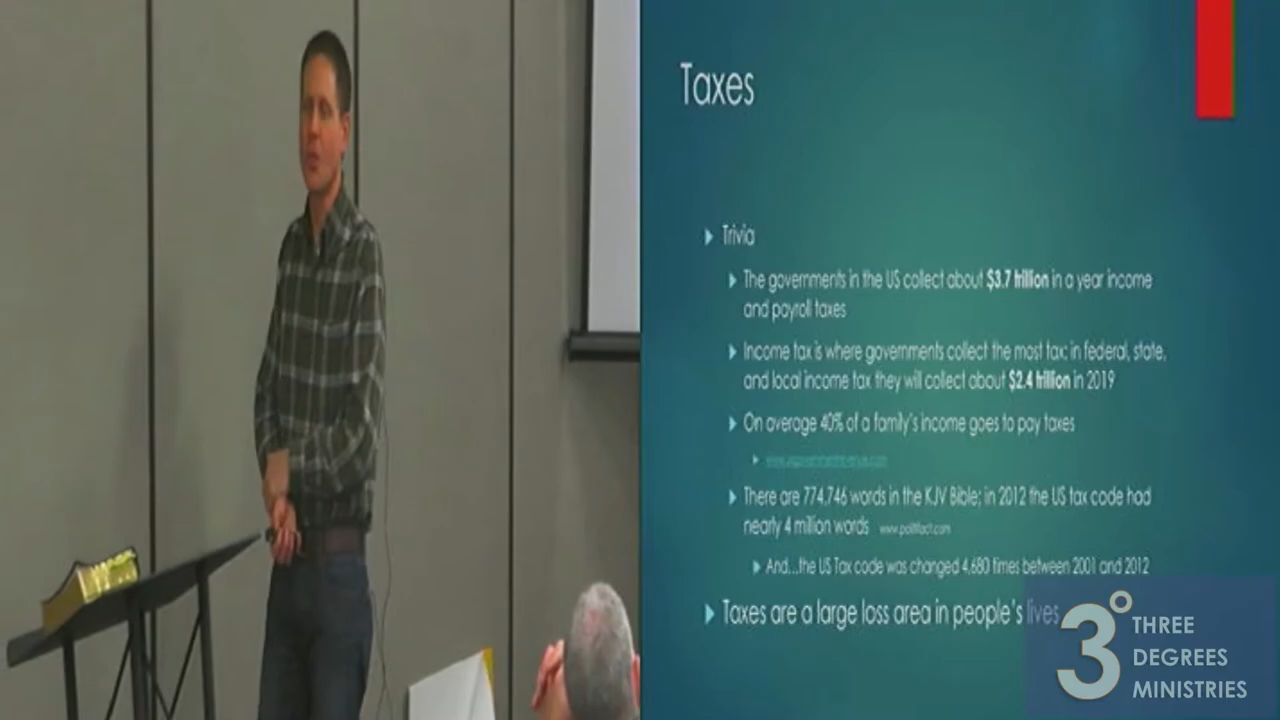 Taxes
Trivia
The governments in the US collect about $3.7 trillion in a year income
and payroll taxes
Income tax is where governments collect the most tax: in federal, state,
and local income tax they will collect about $2.4 trillion in 2019
On average 40% of a family's income goes to pay taxes
There are 774,746 words in the KJV Bible; in 2012 the US tax code had
nearly 4 million words www.politifact.com
And...the US Tax code was changed 4,680 times between 2001 and 2012
Taxes are a large loss area in people's lives
3° THREE
DEGREES
MINISTRIES